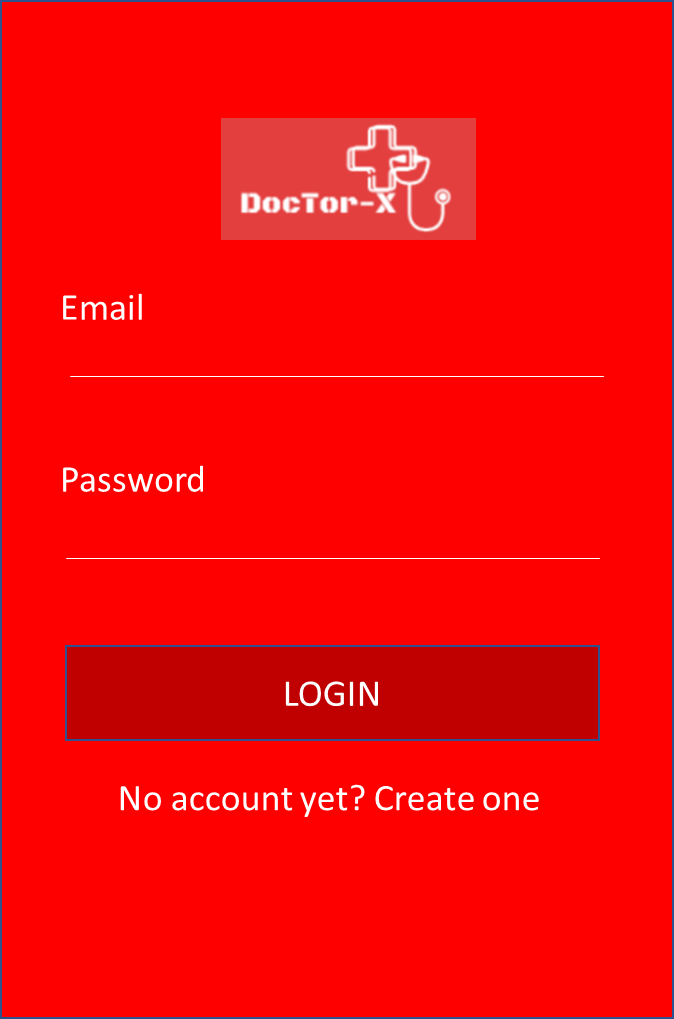 DocTor-X
Email
Password
LOGIN
No account yet? Create one